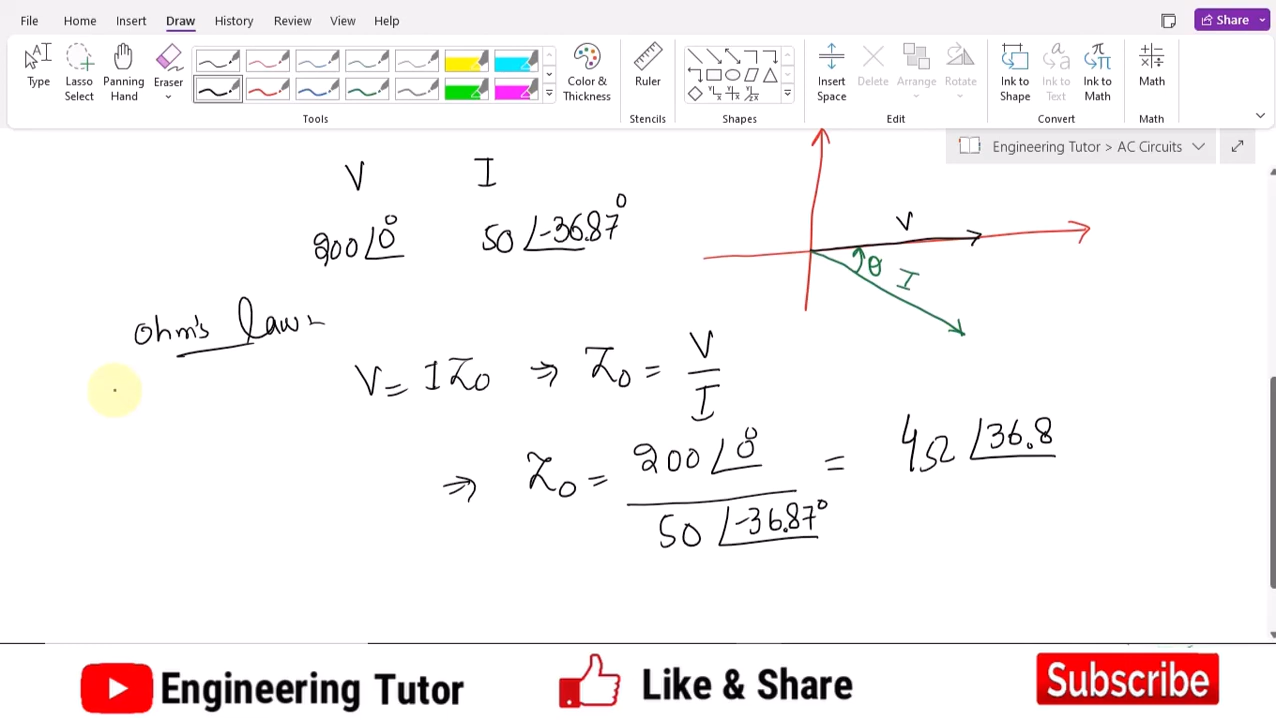 File Home Insert Draw History Review View Help Share
Type Lasso Select Panning Hand Eraser Color & Thickness Ruler Insert Space Delete Arrange Rotate Ink to Shape Ink to Text Ink to Math Math
Tools Stencils Shapes Edit Convert Math
Engineering Tutor > AC Circuits
V I
V
200∠0° 50∠-36.87°
θ I
Ohm's law:-
V = IZ₀ ⇒ Z₀ = V/I
⇒ Z₀ = 200∠0° / 50∠-36.87° = 4Ω ∠36.8
Engineering Tutor Like & Share Subscribe